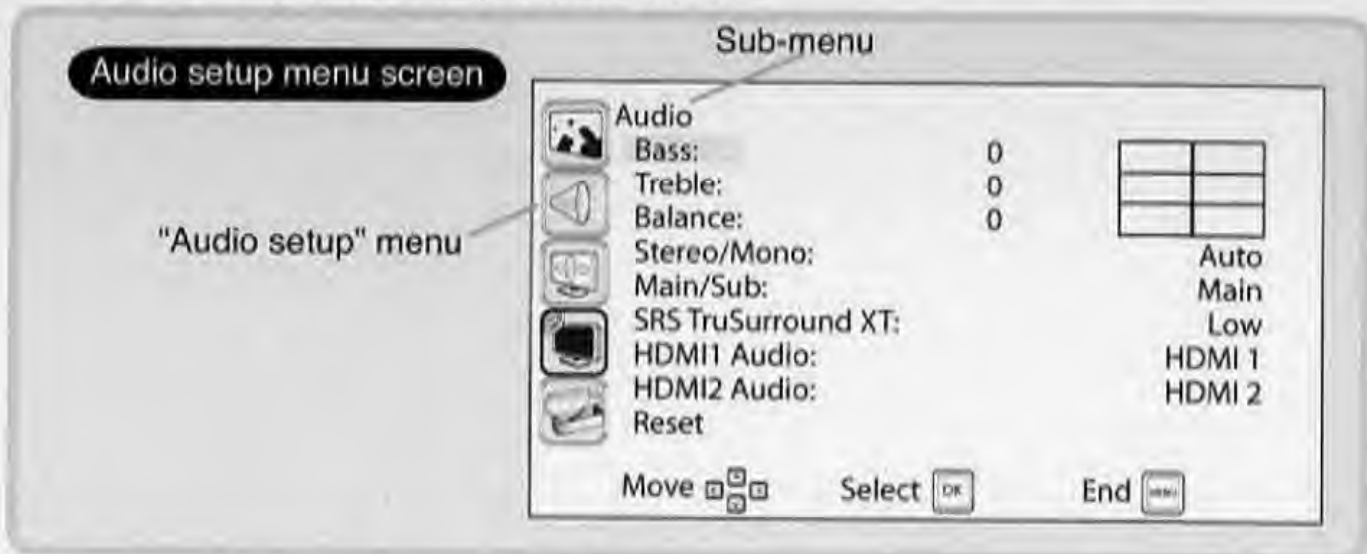 Sub-menu
Audio setup menu screen
"Audio setup" menu
Audio
Bass: 0
Treble: 0
Balance: 0
Stereo/Mono: Auto
Main/Sub: Main
SRS TruSurround XT: Low
HDMI1 Audio: HDMI 1
HDMI2 Audio: HDMI 2
Reset
Move Select OK End MENU